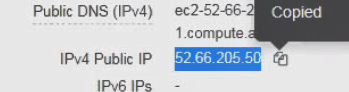 Public DNS (IPv4) ec2-52-66-2 Copied
1.compute.a
IPv4 Public IP 52.66.205.50
IPv6 IPs -